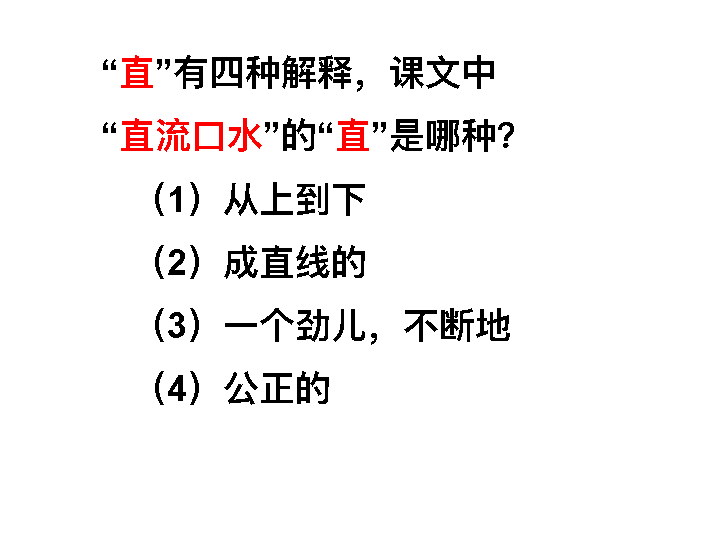 “直”有四种解释，课文中
“直流口水”的“直”是哪种?
（1）从上到下
（2）成直线的
（3）一个劲儿，不断地
（4）公正的